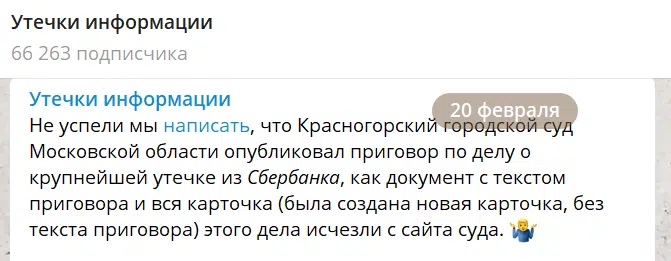 Утечки информации
66 263 подписчика
20 февраля
Утечки информации
Не успели мы написать, что Красногорский городской суд
Московской области опубликовал приговор по делу о
крупнейшей утечке из Сбербанка, как документ с текстом
приговора и вся карточка (была создана новая карточка, без
текста приговора) этого дела исчезли с сайта суда. 🤷‍♂️